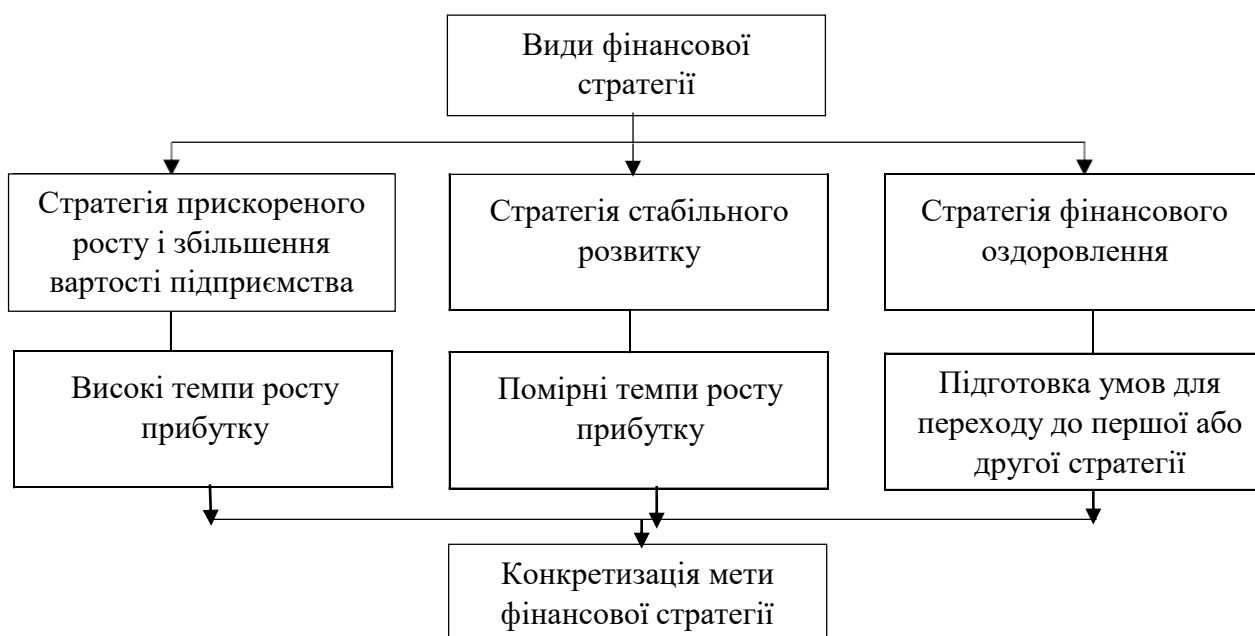 Види фінансової
стратегії
Стратегія прискореного
росту і збільшення
вартості підприємства
Стратегія стабільного
розвитку
Стратегія фінансового
оздоровлення
Високі темпи росту
прибутку
Помірні темпи росту
прибутку
Підготовка умов для
переходу до першої або
другої стратегії
Конкретизація мети
фінансової стратегії